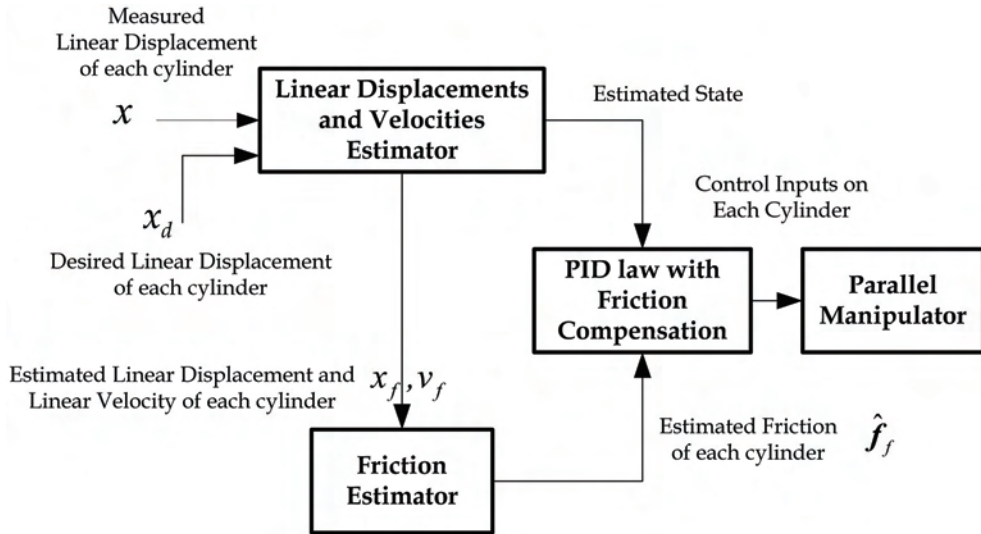 Measured
Linear Displacement
of each cylinder
x
x_d
Desired Linear Displacement
of each cylinder
Linear Displacements
and Velocities
Estimator
Estimated State
Control Inputs on
Each Cylinder
PID law with
Friction
Compensation
Parallel
Manipulator
Estimated Linear Displacement and
Linear Velocity of each cylinder
x_f, v_f
Friction
Estimator
Estimated Friction
of each cylinder
f̂_f